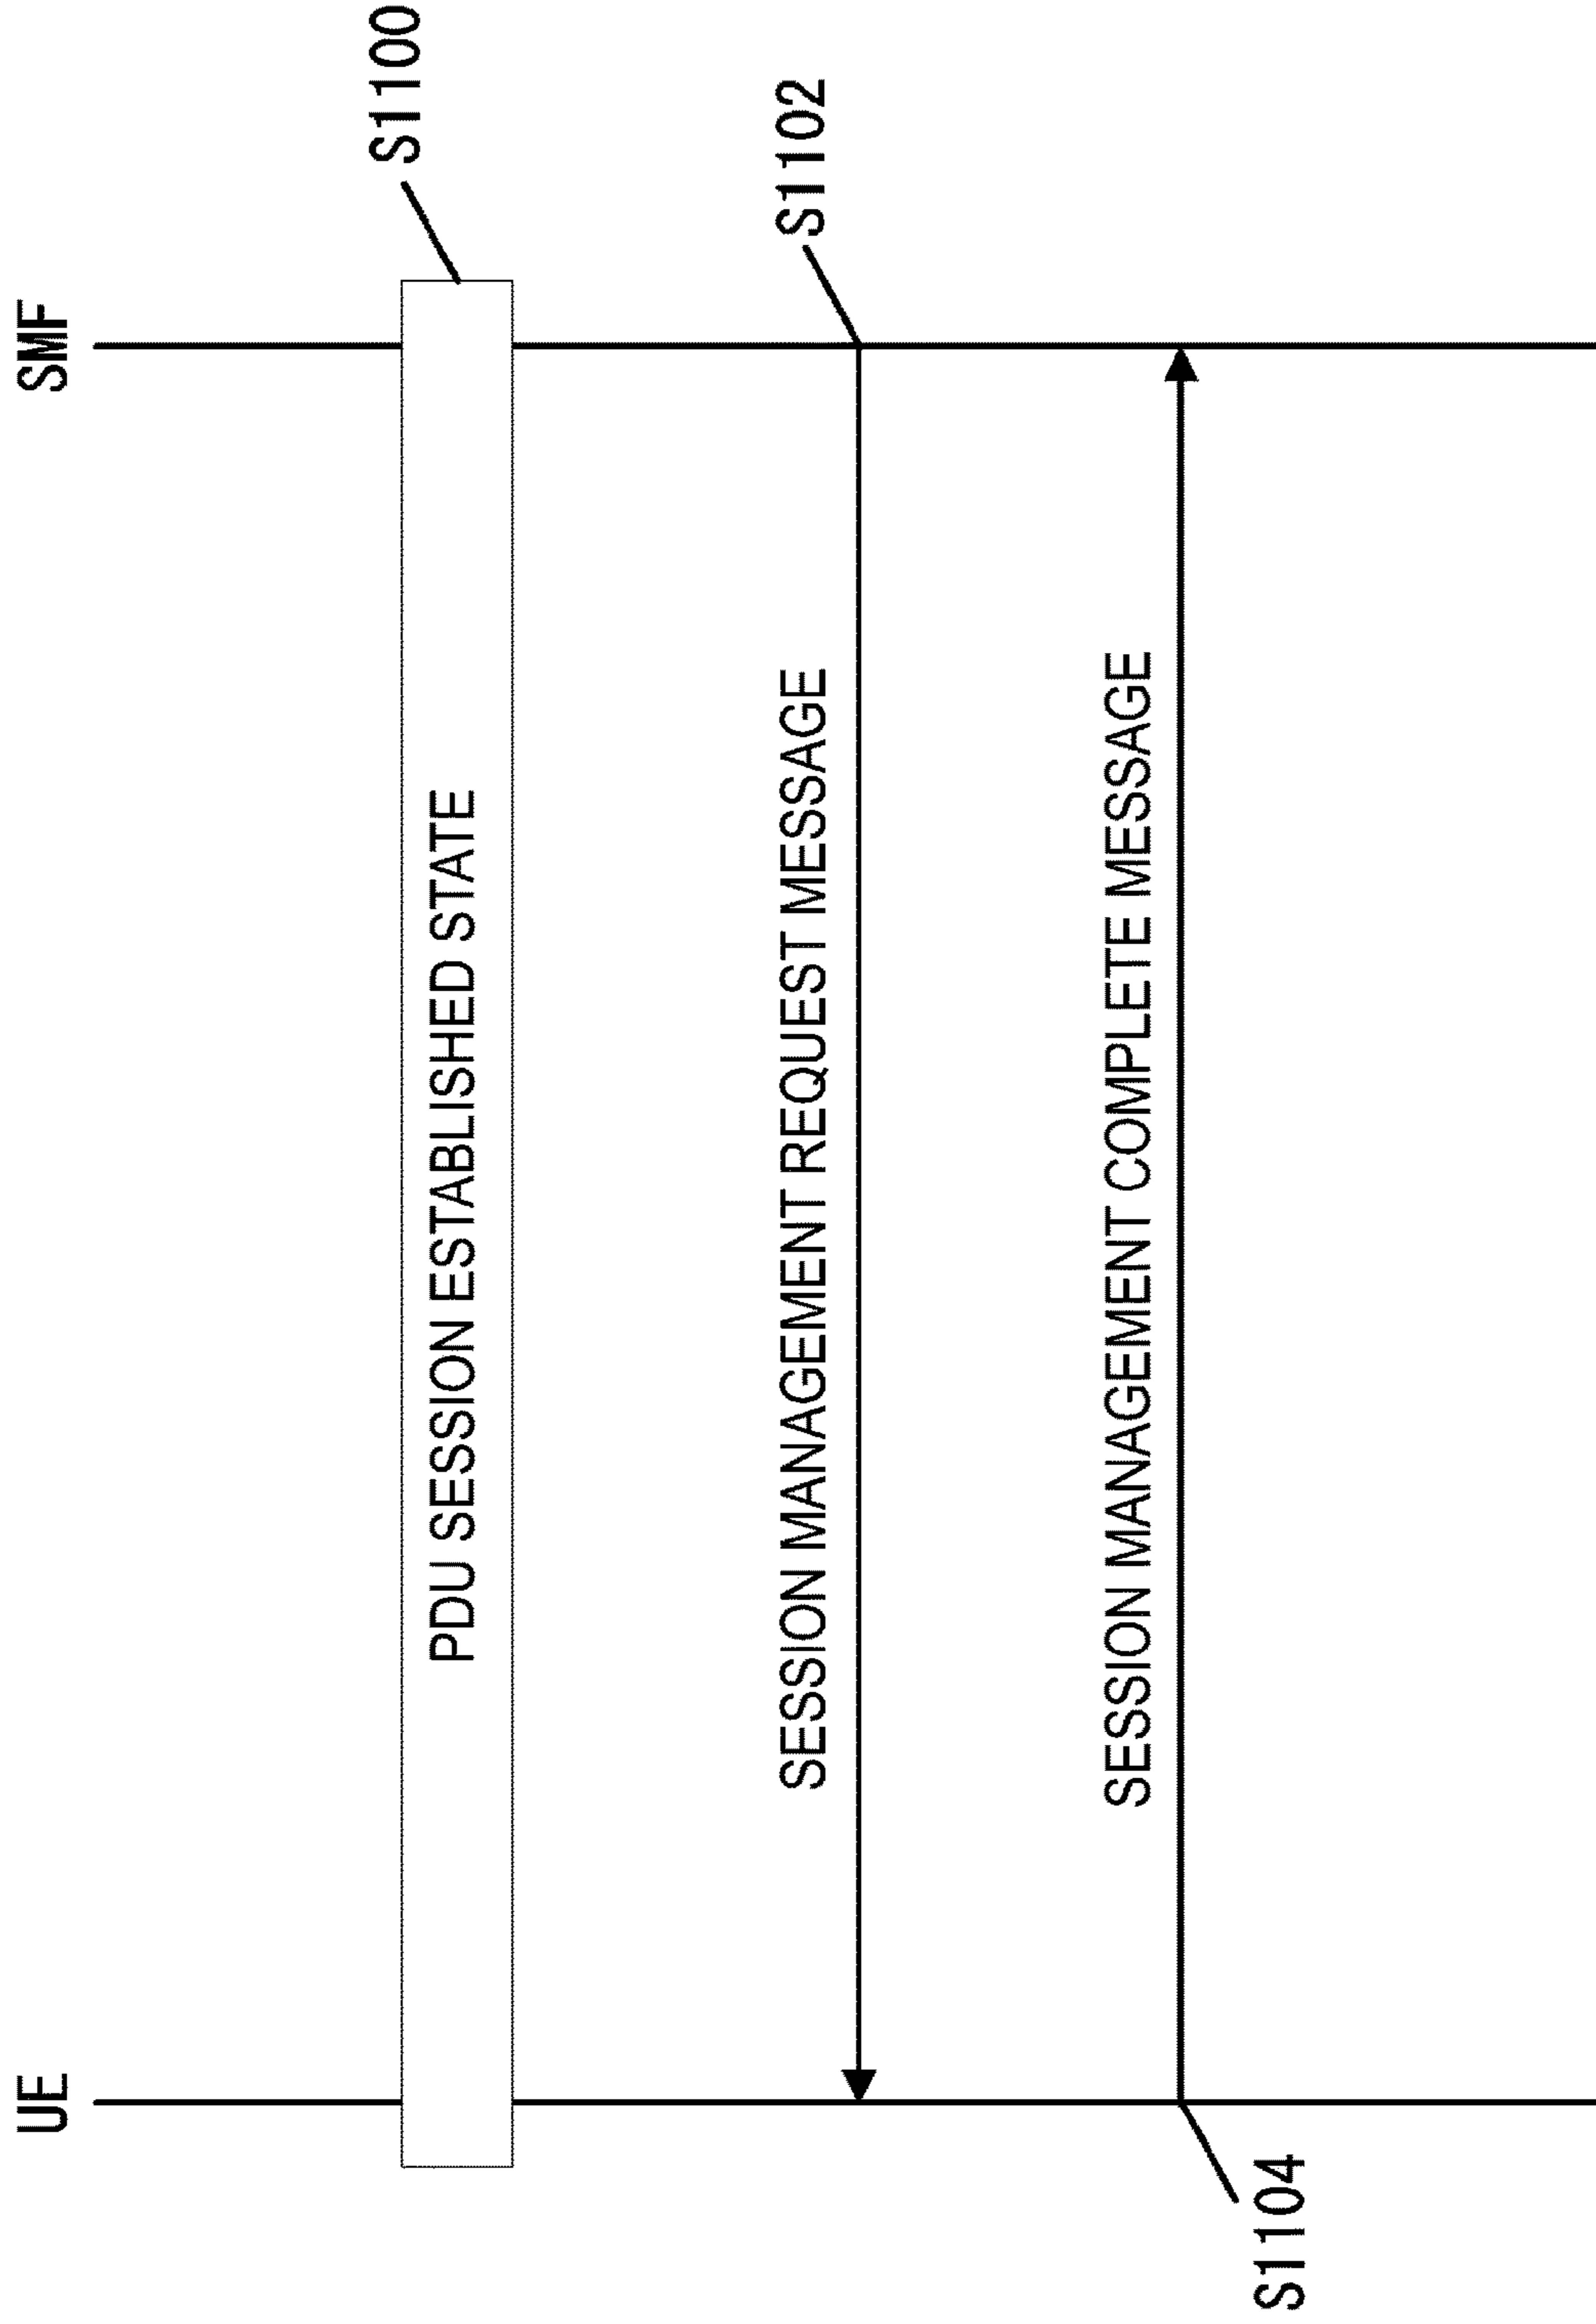 UE
SMF
S1100
PDU SESSION ESTABLISHED STATE
S1102
SESSION MANAGEMENT REQUEST MESSAGE
SESSION MANAGEMENT COMPLETE MESSAGE
S1104